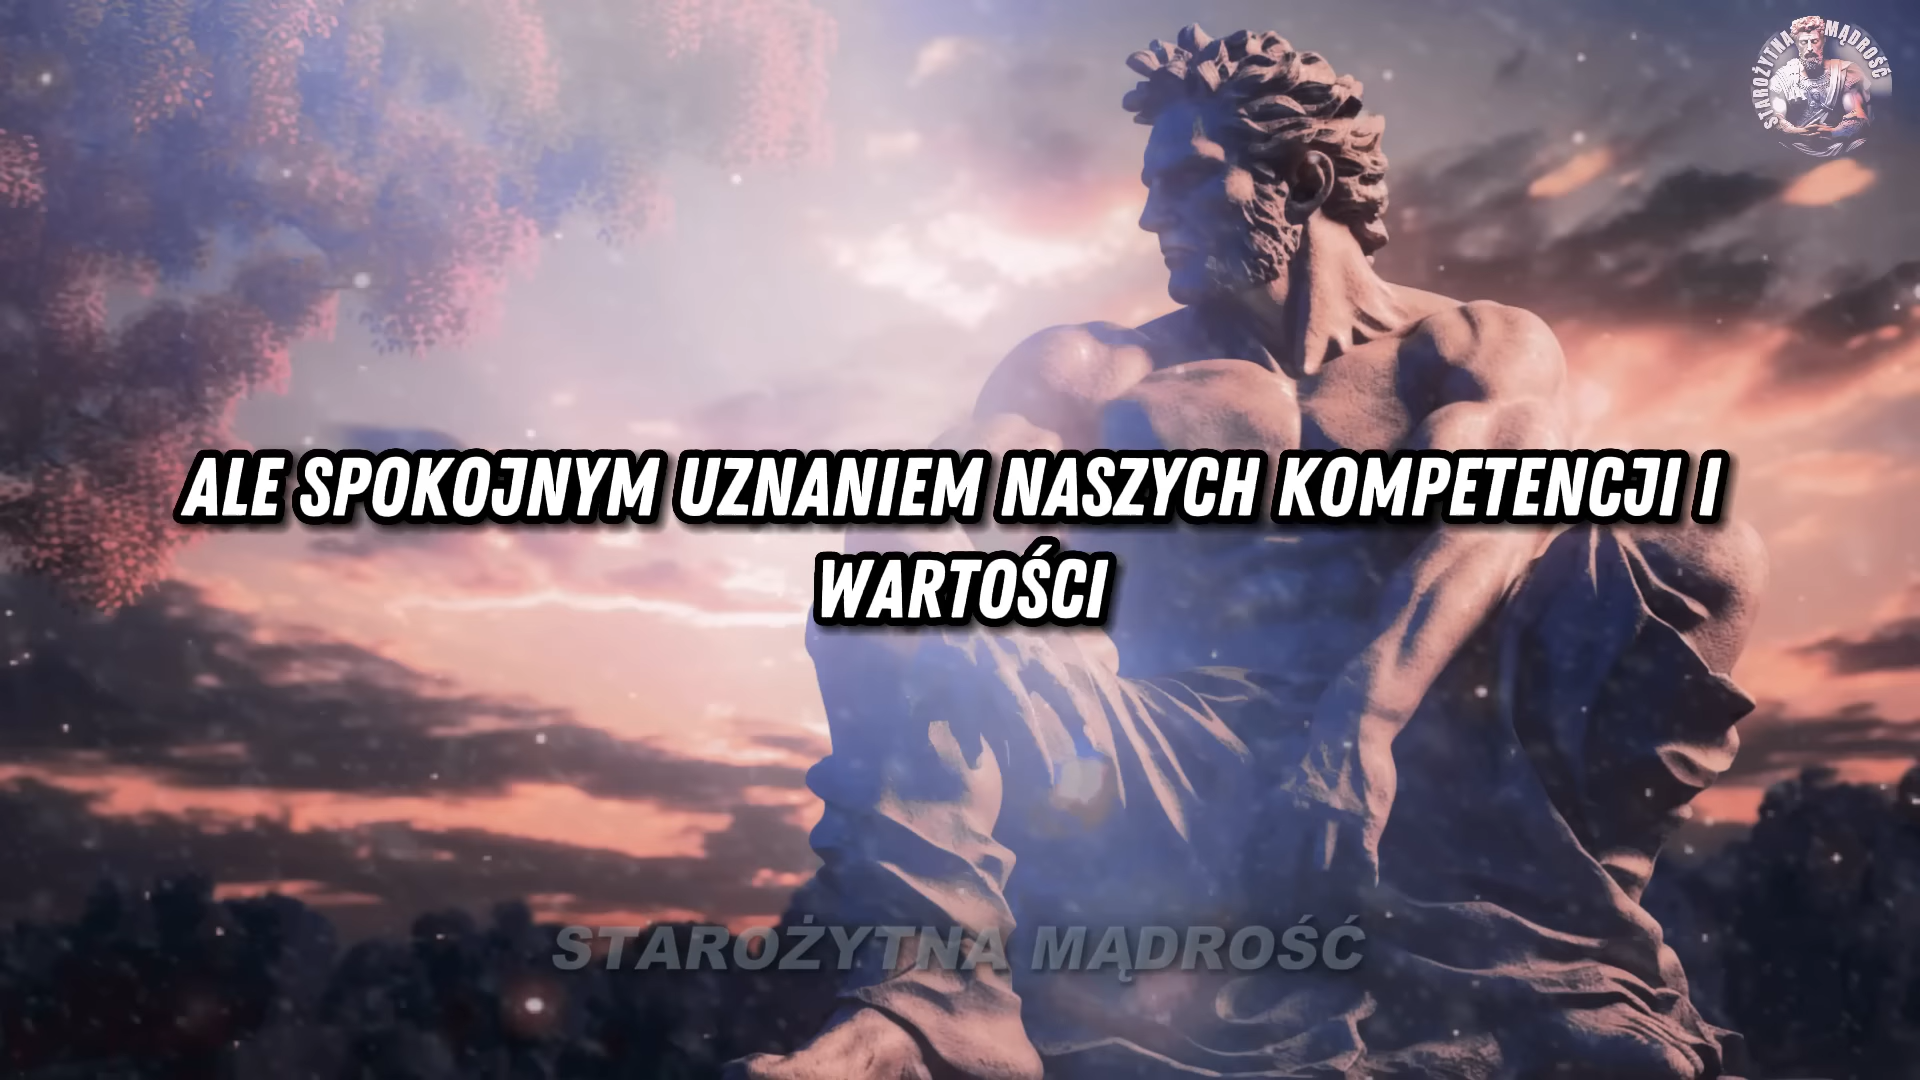 STAROŻYTNA MĄDROŚĆ
ALE SPOKOJNYM UZNANIEM NASZYCH KOMPETENCJI I
WARTOŚCI
STAROŻYTNA MĄDROŚĆ